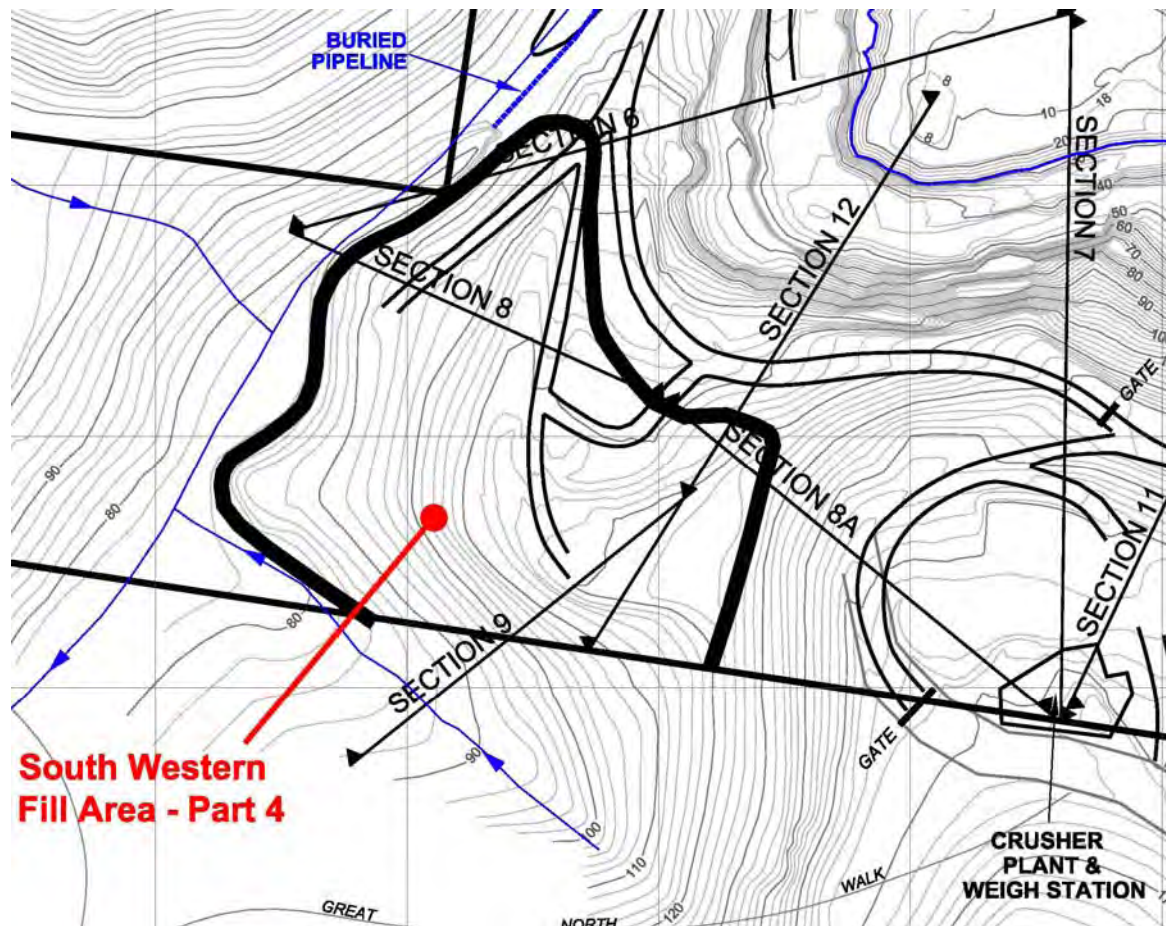 BURIED
PIPELINE
SECTION 6
8
8
10
18
20
SECTION 7
40
50
60
70
80
90
SECTION 12
SECTION 8
GATE
90
80
SECTION 8A
SECTION 11
80
SECTION 9
90
GATE
South Western
Fill Area - Part 4
100
110
120
CRUSHER
PLANT &
WEIGH STATION
GREAT
NORTH
WALK